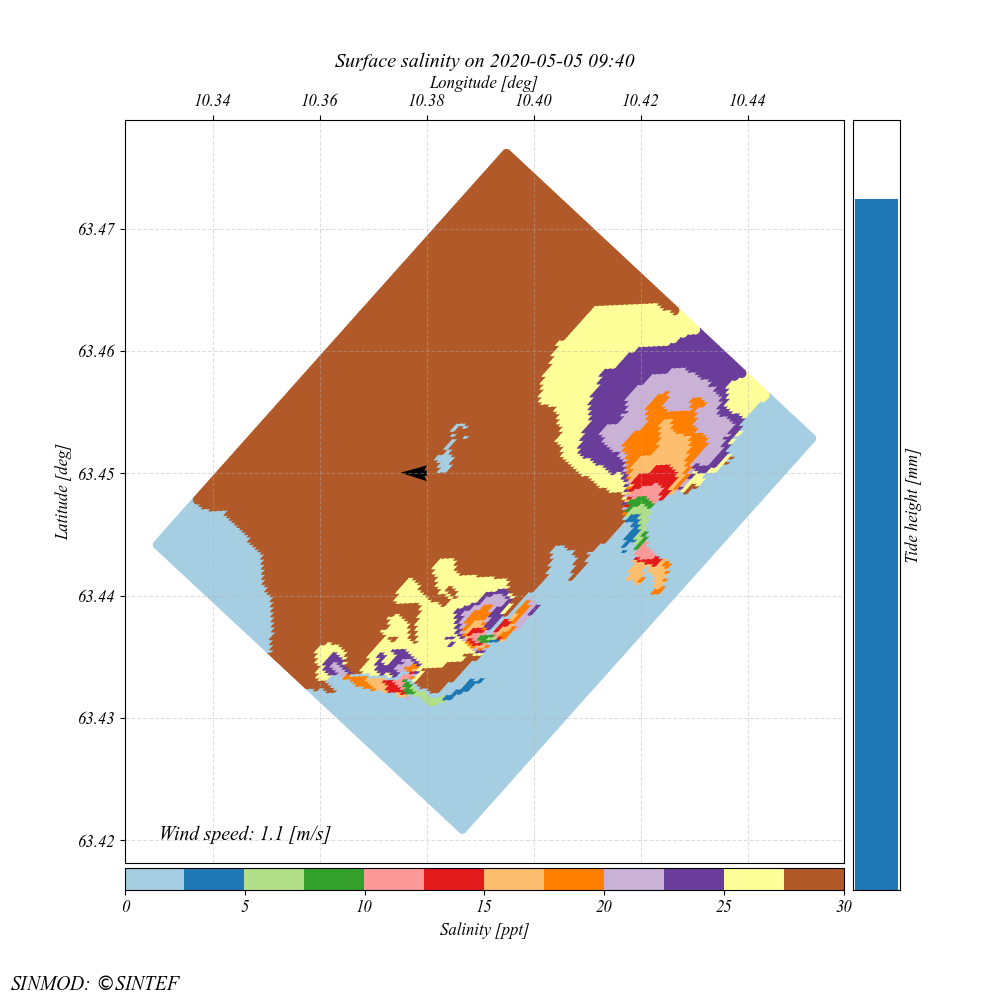 Surface salinity on 2020-05-05 09:40
Longitude [deg]
10.34 10.36 10.38 10.40 10.42 10.44
63.47
63.46
63.45
63.44
63.43
63.42
Latitude [deg]
Tide height [mm]
Wind speed: 1.1 [m/s]
0 5 10 15 20 25 30
Salinity [ppt]
SINMOD: ©SINTEF